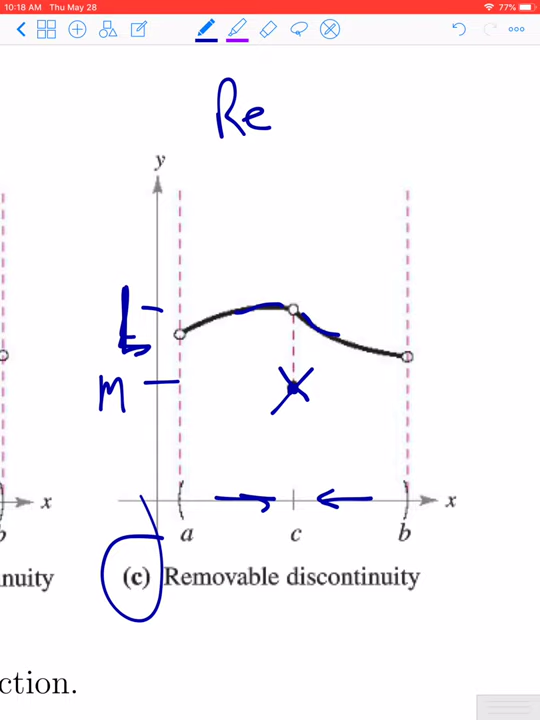 10:18 AM Thu May 28
77%
Re
y
L
M
x
x
a
c
b
b
nuity
(c) Removable discontinuity
ction.